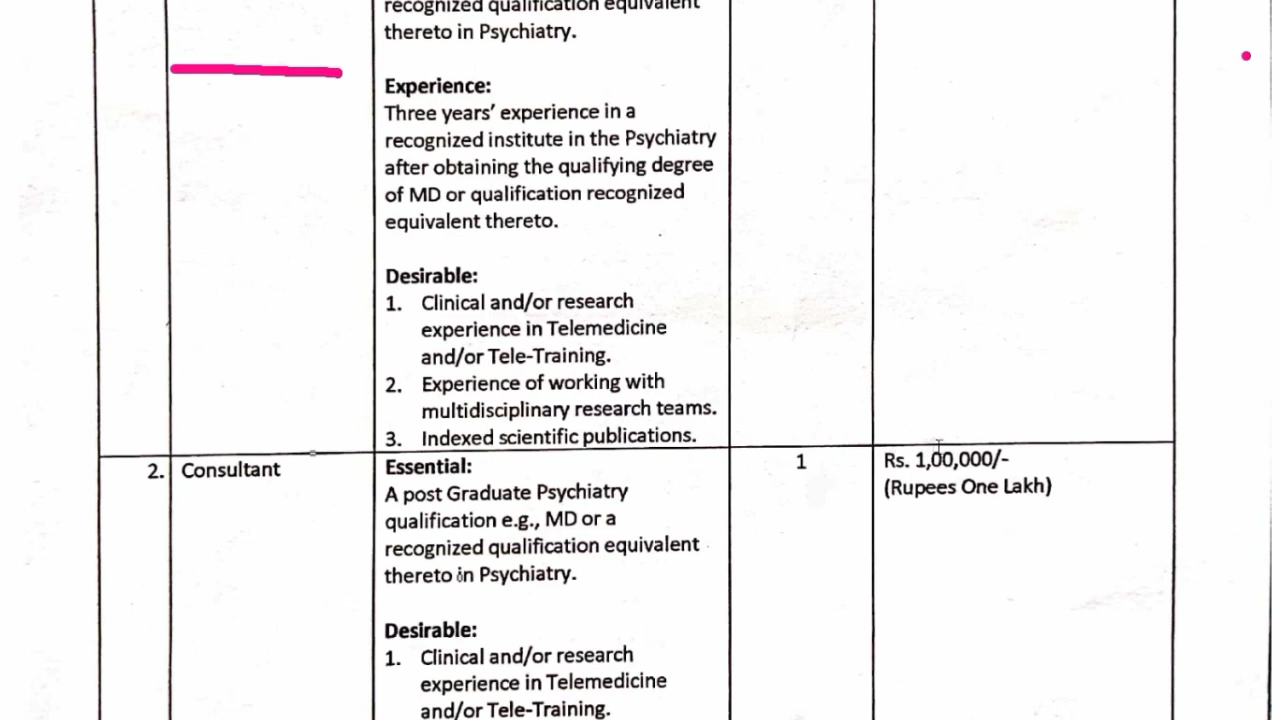 recognized qualification equivalent
thereto in Psychiatry.
Experience:
Three years’ experience in a
recognized institute in the Psychiatry
after obtaining the qualifying degree
of MD or qualification recognized
equivalent thereto.
Desirable:
1. Clinical and/or research
experience in Telemedicine
and/or Tele-Training.
2. Experience of working with
multidisciplinary research teams.
3. Indexed scientific publications.
2. Consultant
Essential:
A post Graduate Psychiatry
qualification e.g., MD or a
recognized qualification equivalent
thereto in Psychiatry.
Desirable:
1. Clinical and/or research
experience in Telemedicine
and/or Tele-Training.
1
Rs. 1,00,000/-
(Rupees One Lakh)